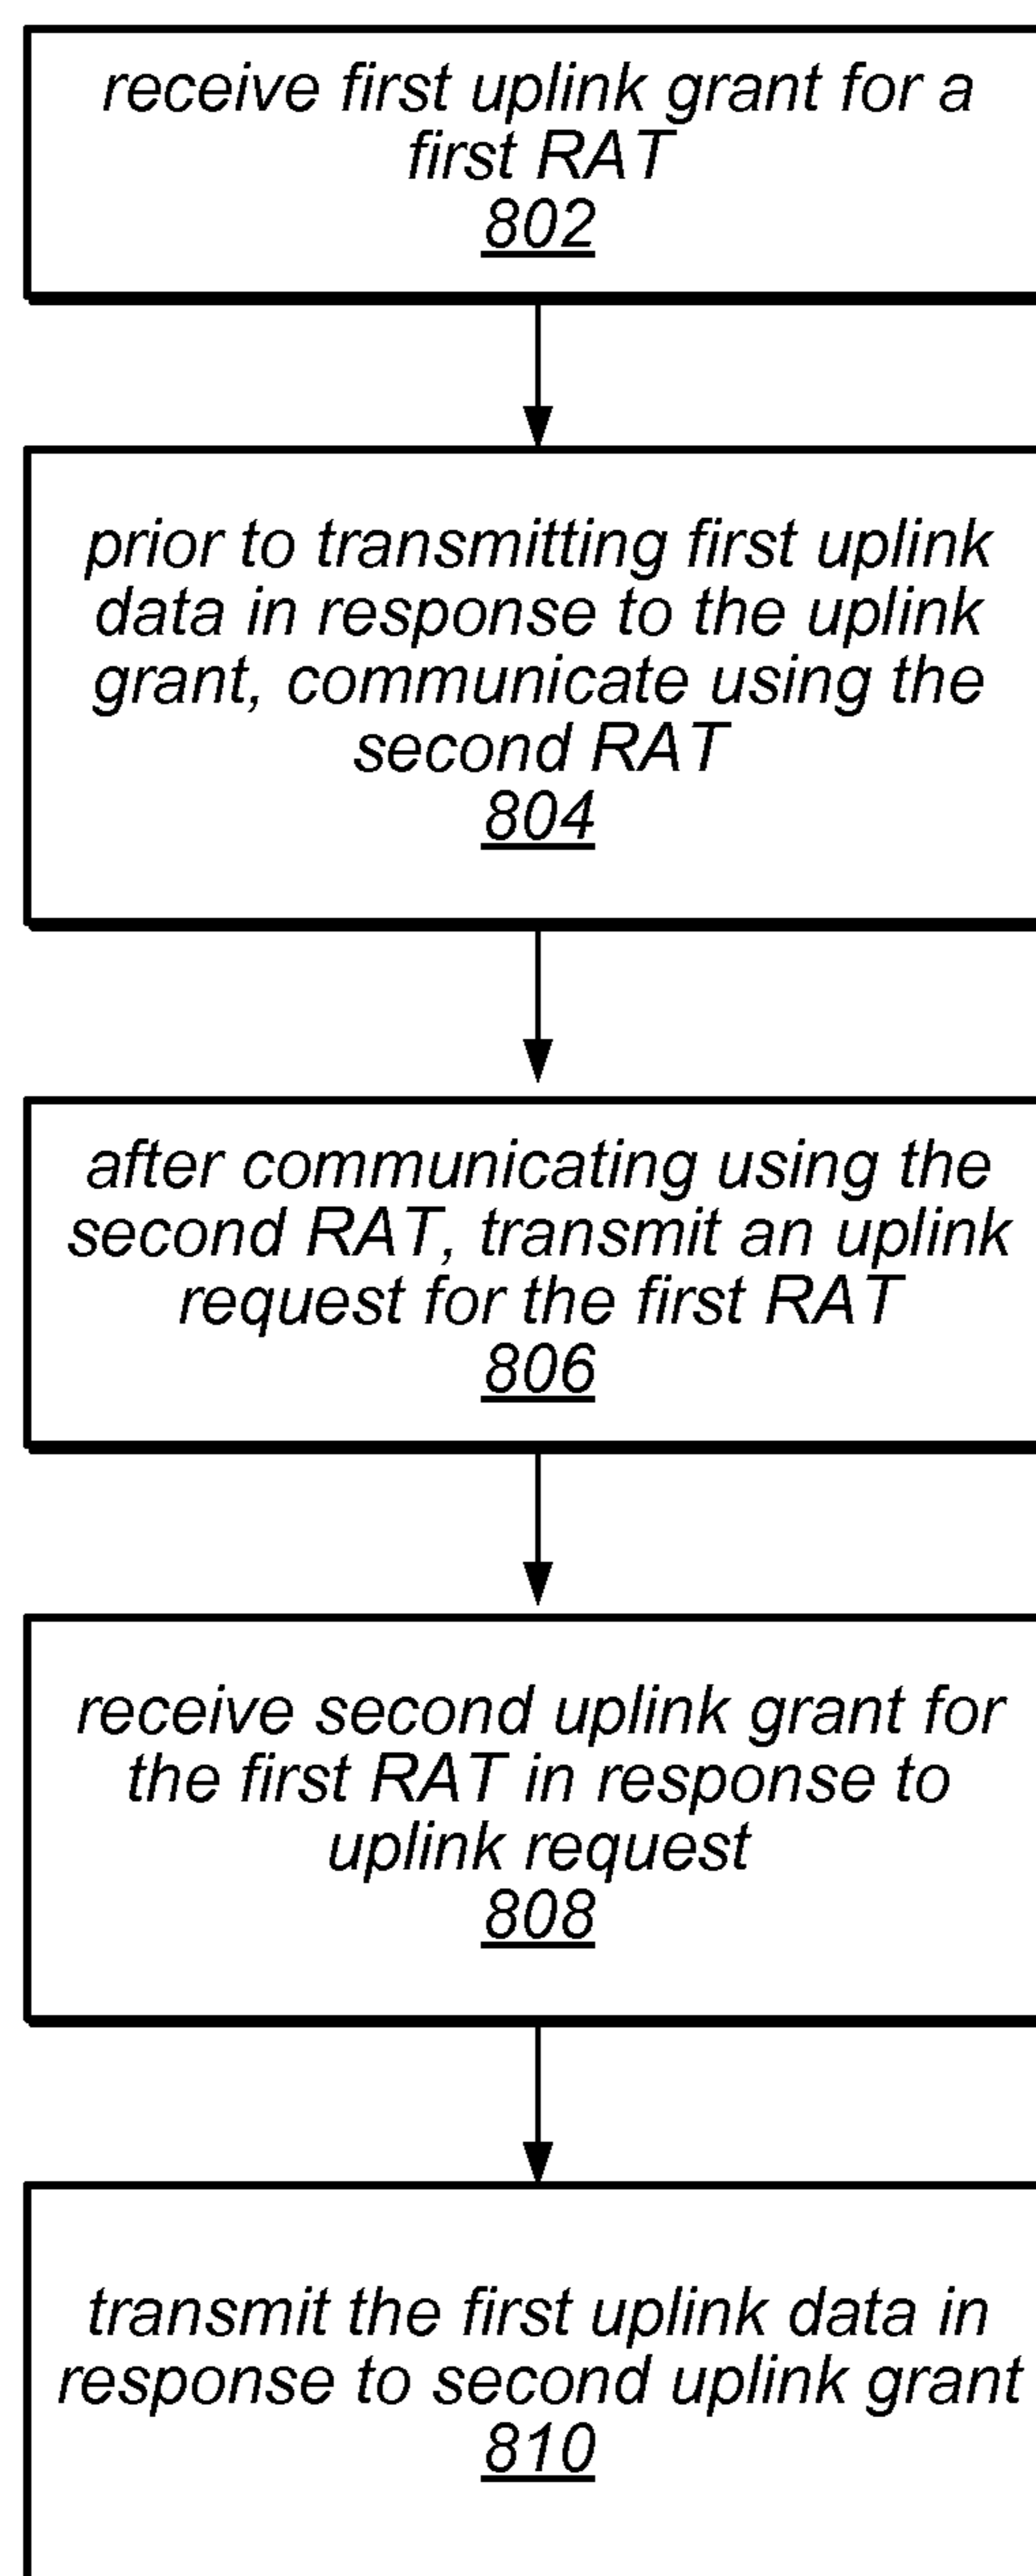 receive first uplink grant for a
first RAT
802
prior to transmitting first uplink
data in response to the uplink
grant, communicate using the
second RAT
804
after communicating using the
second RAT, transmit an uplink
request for the first RAT
806
receive second uplink grant for
the first RAT in response to
uplink request
808
transmit the first uplink data in
response to second uplink grant
810